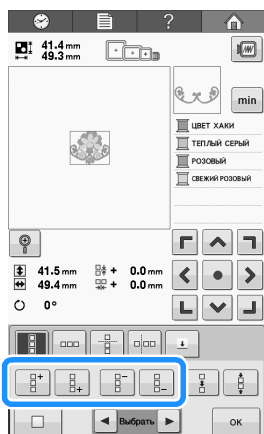 ?
41.4 mm
49.3 mm
min
ЦВЕТ ХАКИ
ТЕПЛЫЙ СЕРЫЙ
РОЗОВЫЙ
СВЕЖИЙ РОЗОВЫЙ
41.5 mm + 0.0 mm
49.4 mm + 0.0 mm
0°
Выбрать
OK